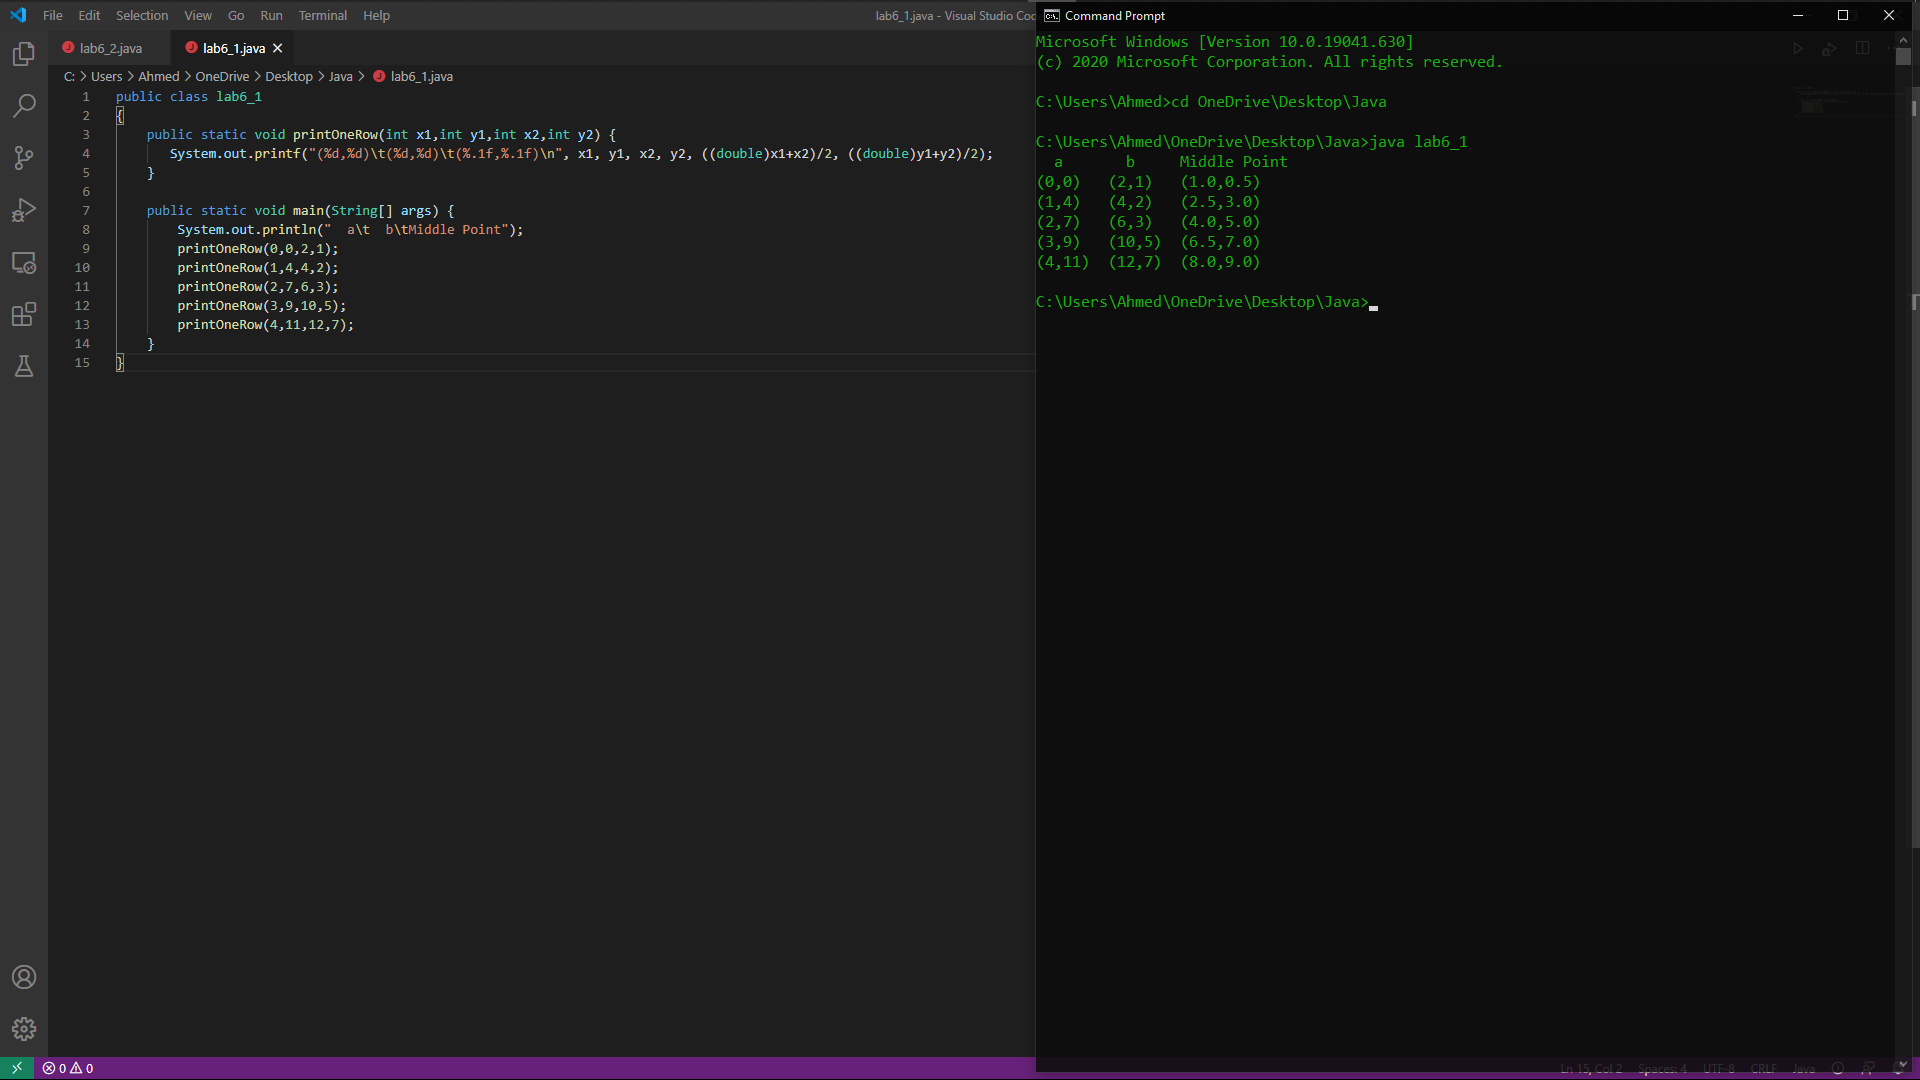 File Edit Selection View Go Run Terminal Help
lab6_1.java - Visual Studio Co
lab6_2.java
lab6_1.java
C: > Users > Ahmed > OneDrive > Desktop > Java > lab6_1.java
1 public class lab6_1
2 {
3     public static void printOneRow(int x1,int y1,int x2,int y2) {
4        System.out.printf("(%d,%d)\t(%d,%d)\t(%.1f,%.1f)\n", x1, y1, x2, y2, ((double)x1+x2)/2, ((double)y1+y2)/2);
5     }
6
7     public static void main(String[] args) {
8         System.out.println("  a\t  b\tMiddle Point");
9         printOneRow(0,0,2,1);
10         printOneRow(1,4,4,2);
11         printOneRow(2,7,6,3);
12         printOneRow(3,9,10,5);
13         printOneRow(4,11,12,7);
14     }
15 }
0 0
Command Prompt
Microsoft Windows [Version 10.0.19041.630]
(c) 2020 Microsoft Corporation. All rights reserved.
C:\Users\Ahmed>cd OneDrive\Desktop\Java
C:\Users\Ahmed\OneDrive\Desktop\Java>java lab6_1
  a       b     Middle Point
(0,0)   (2,1)   (1.0,0.5)
(1,4)   (4,2)   (2.5,3.0)
(2,7)   (6,3)   (4.0,5.0)
(3,9)   (10,5)  (6.5,7.0)
(4,11)  (12,7)  (8.0,9.0)
C:\Users\Ahmed\OneDrive\Desktop\Java>
Ln 15, Col 2 Spaces: 4 UTF-8 CRLF Java